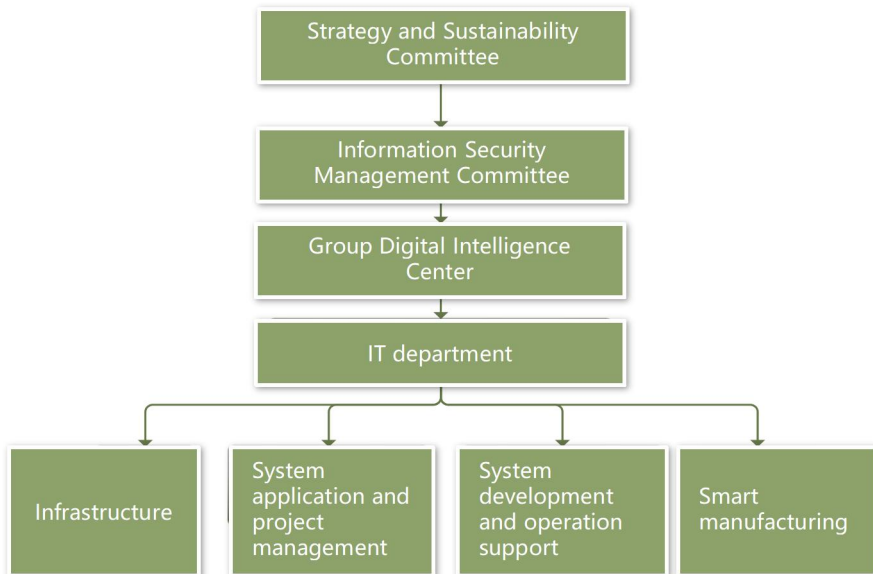 Strategy and Sustainability
Committee
Information Security
Management Committee
Group Digital Intelligence
Center
IT department
Infrastructure
System
application and
project
management
System
development
and operation
support
Smart
manufacturing